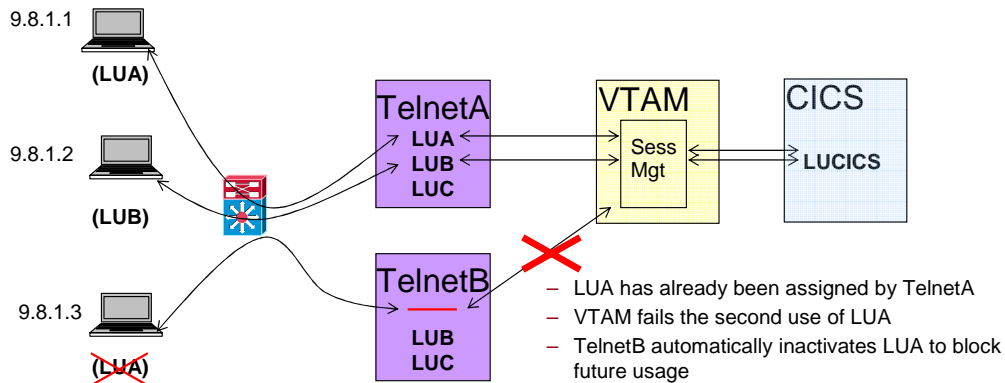 9.8.1.1
(LUA)
9.8.1.2
(LUB)
9.8.1.3
(LUA)
TelnetA
LUA
LUB
LUC
TelnetB
LUB
LUC
VTAM
Sess
Mgt
CICS
LUCICS
– LUA has already been assigned by TelnetA
– VTAM fails the second use of LUA
– TelnetB automatically inactivates LUA to block
future usage